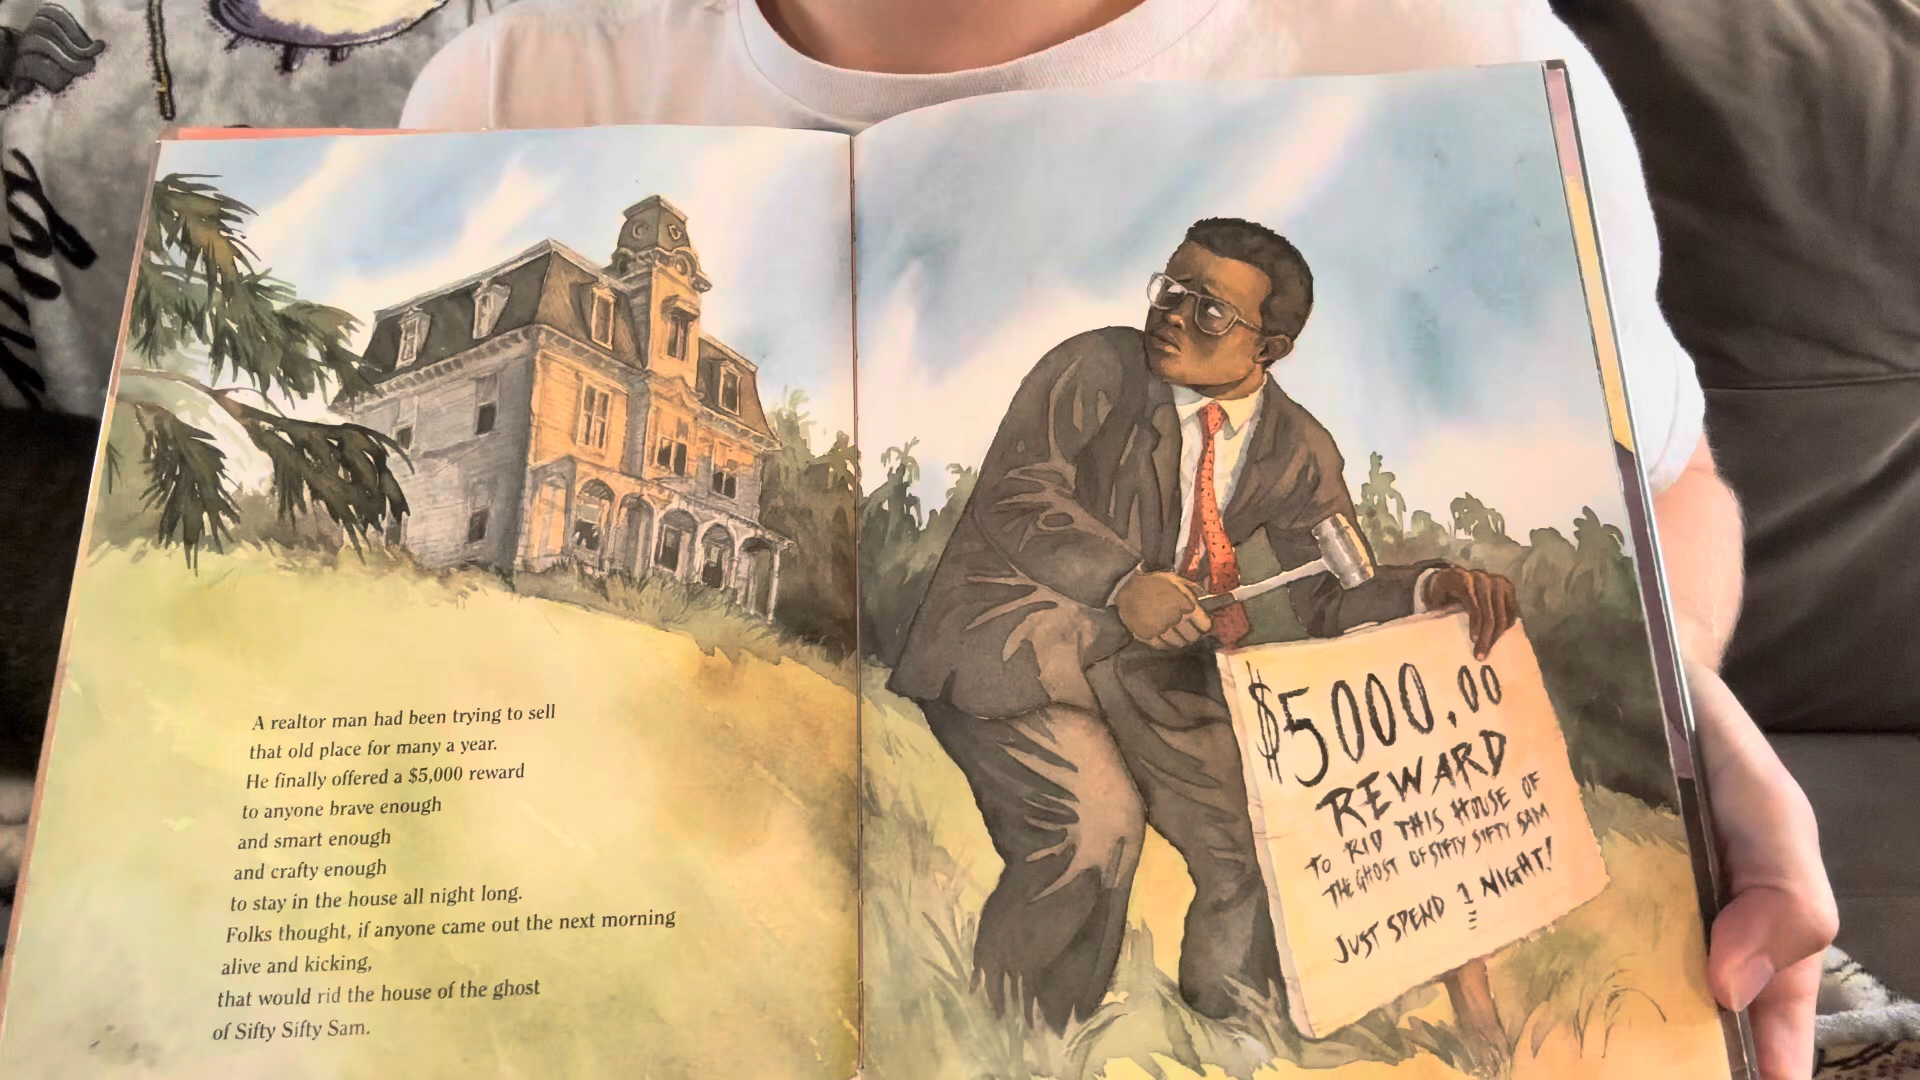 A realtor man had been trying to sell
that old place for many a year.
He finally offered a $5,000 reward
to anyone brave enough
and smart enough
and crafty enough
to stay in the house all night long.
Folks thought, if anyone came out the next morning
alive and kicking,
that would rid the house of the ghost
of Sifty Sifty Sam.
$5000.00
REWARD
TO RID THIS HOUSE OF
THE GHOST OF SIFTY SIFTY SAM
JUST SPEND 1 NIGHT!